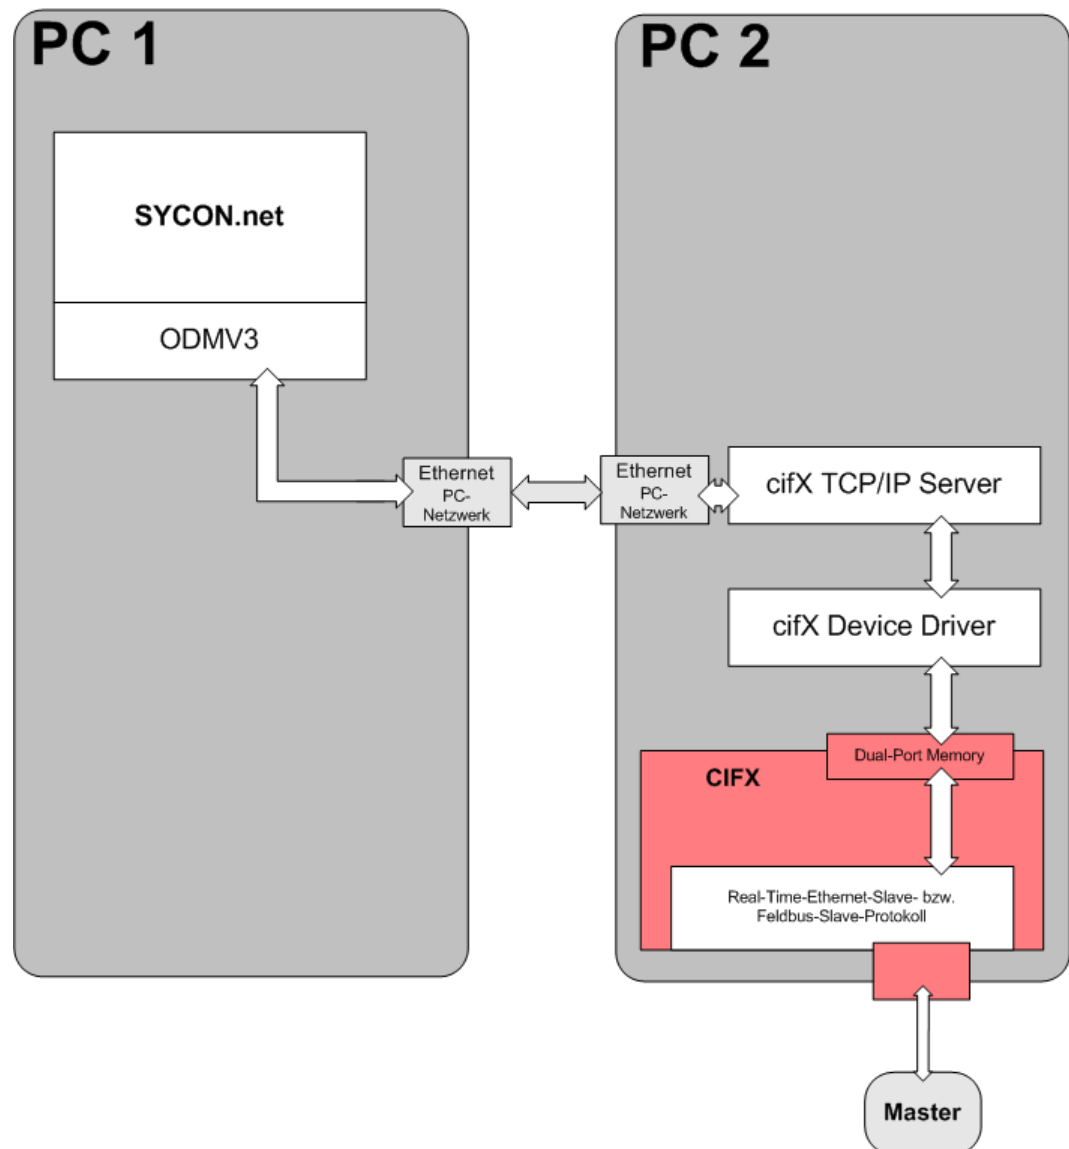 PC 1
SYCON.net
ODMV3
Ethernet
PC-
Netzwerk
PC 2
Ethernet
PC-
Netzwerk
cifX TCP/IP Server
cifX Device Driver
Dual-Port Memory
CIFX
Real-Time-Ethernet-Slave- bzw.
Feldbus-Slave-Protokoll
Master